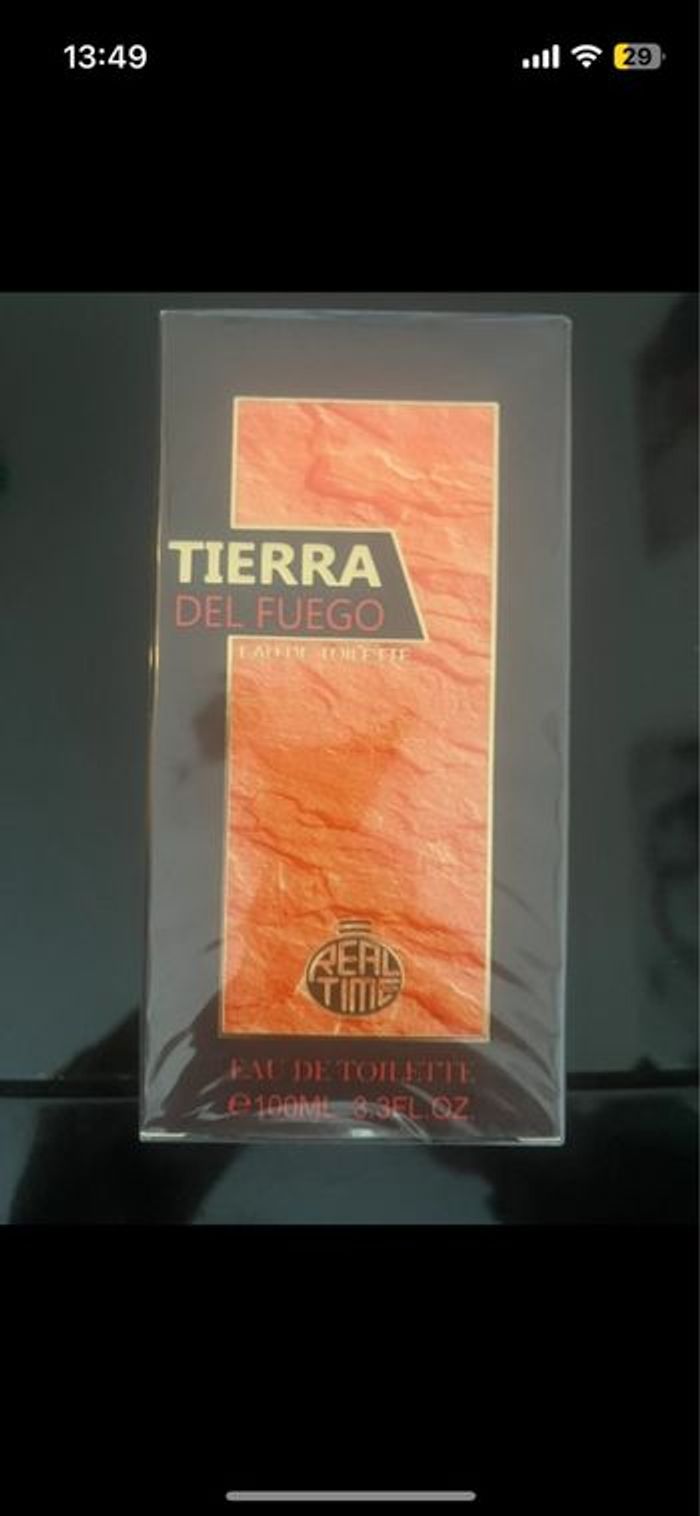 13:49
29
TIERRA
DEL FUEGO
EAU DE TOILETTE
REAL
TIME
EAU DE TOILETTE
℮100ML 3.3FL.OZ.